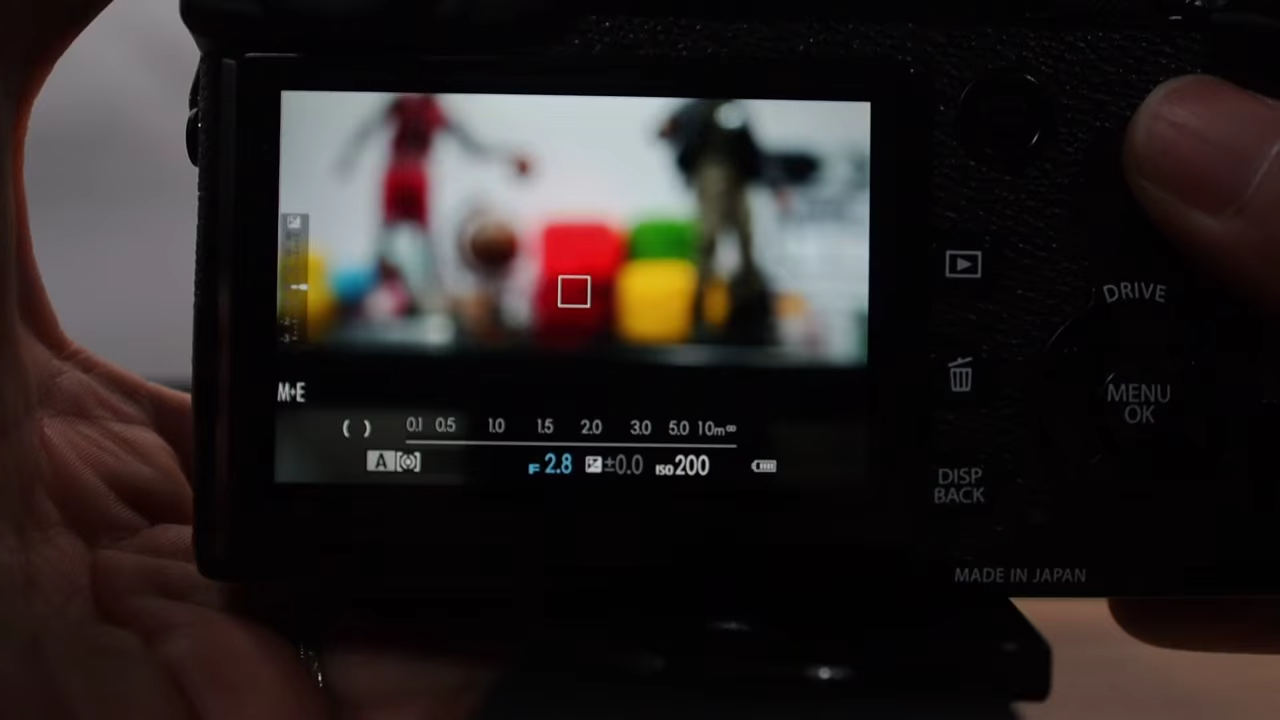 M+E
( ) 0.1 0.5 1.0 1.5 2.0 3.0 5.0 10m∞
A F2.8 ±0.0 ISO200
DRIVE
MENU
OK
DISP
BACK
MADE IN JAPAN